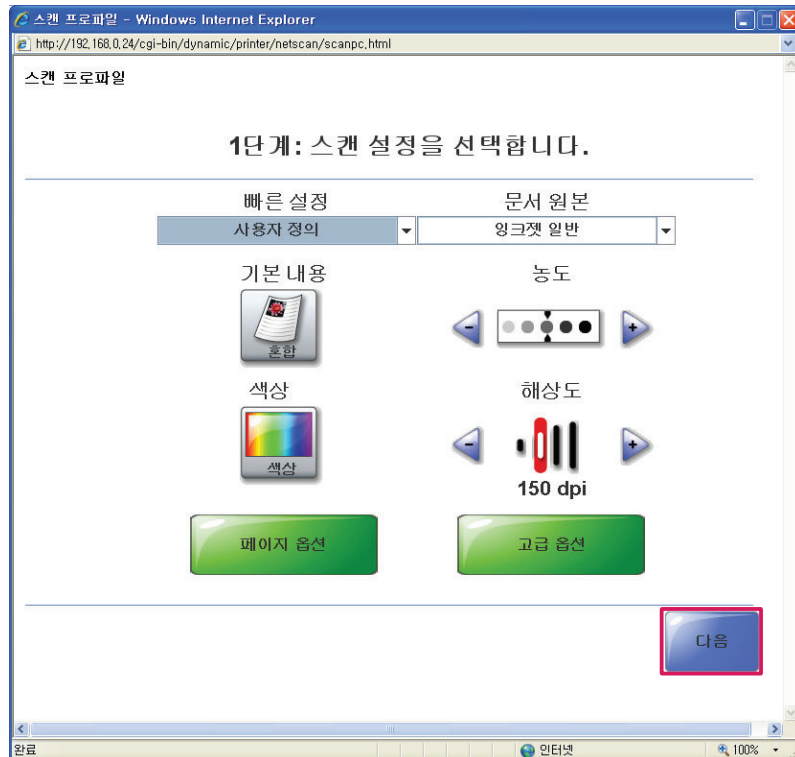 스캔 프로파일 - Windows Internet Explorer
http://192.168.0.24/cgi-bin/dynamic/printer/netscan/scanpc.html
스캔 프로파일
1단계: 스캔 설정을 선택합니다.
빠른 설정 문서 원본
사용자 정의 잉크젯 일반
기본 내용 농도
혼합
색상 해상도
색상
150 dpi
페이지 옵션 고급 옵션
다음
완료 인터넷 100%